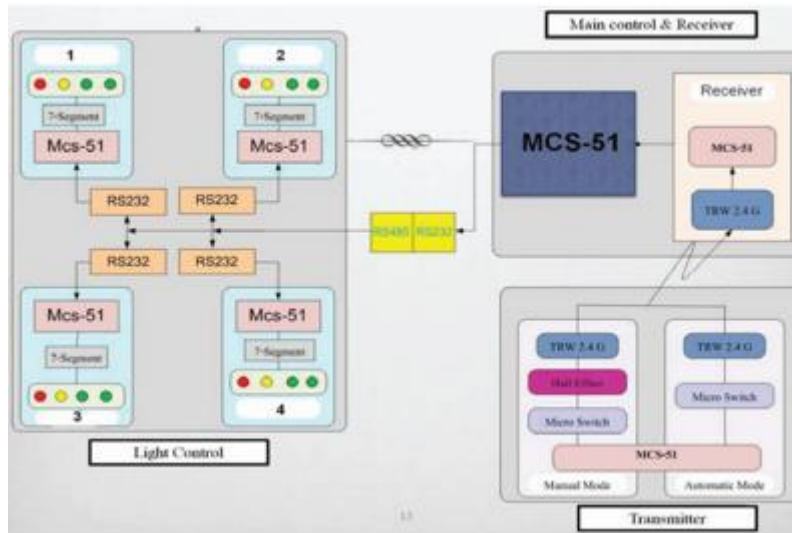 Main control & Receiver
1
2
7-Segment
Mcs-51
7-Segment
Mcs-51
RS232
RS232
RS232
RS232
Mcs-51
7-Segment
3
Mcs-51
7-Segment
4
Light Control
RS485
RS232
MCS-51
Receiver
MCS-51
TRW 2.4 G
TRW 2.4 G
Hall Effect
Micro Switch
TRW 2.4 G
Micro Switch
MCS-51
Manual Mode
Automatic Mode
Transmitter
13